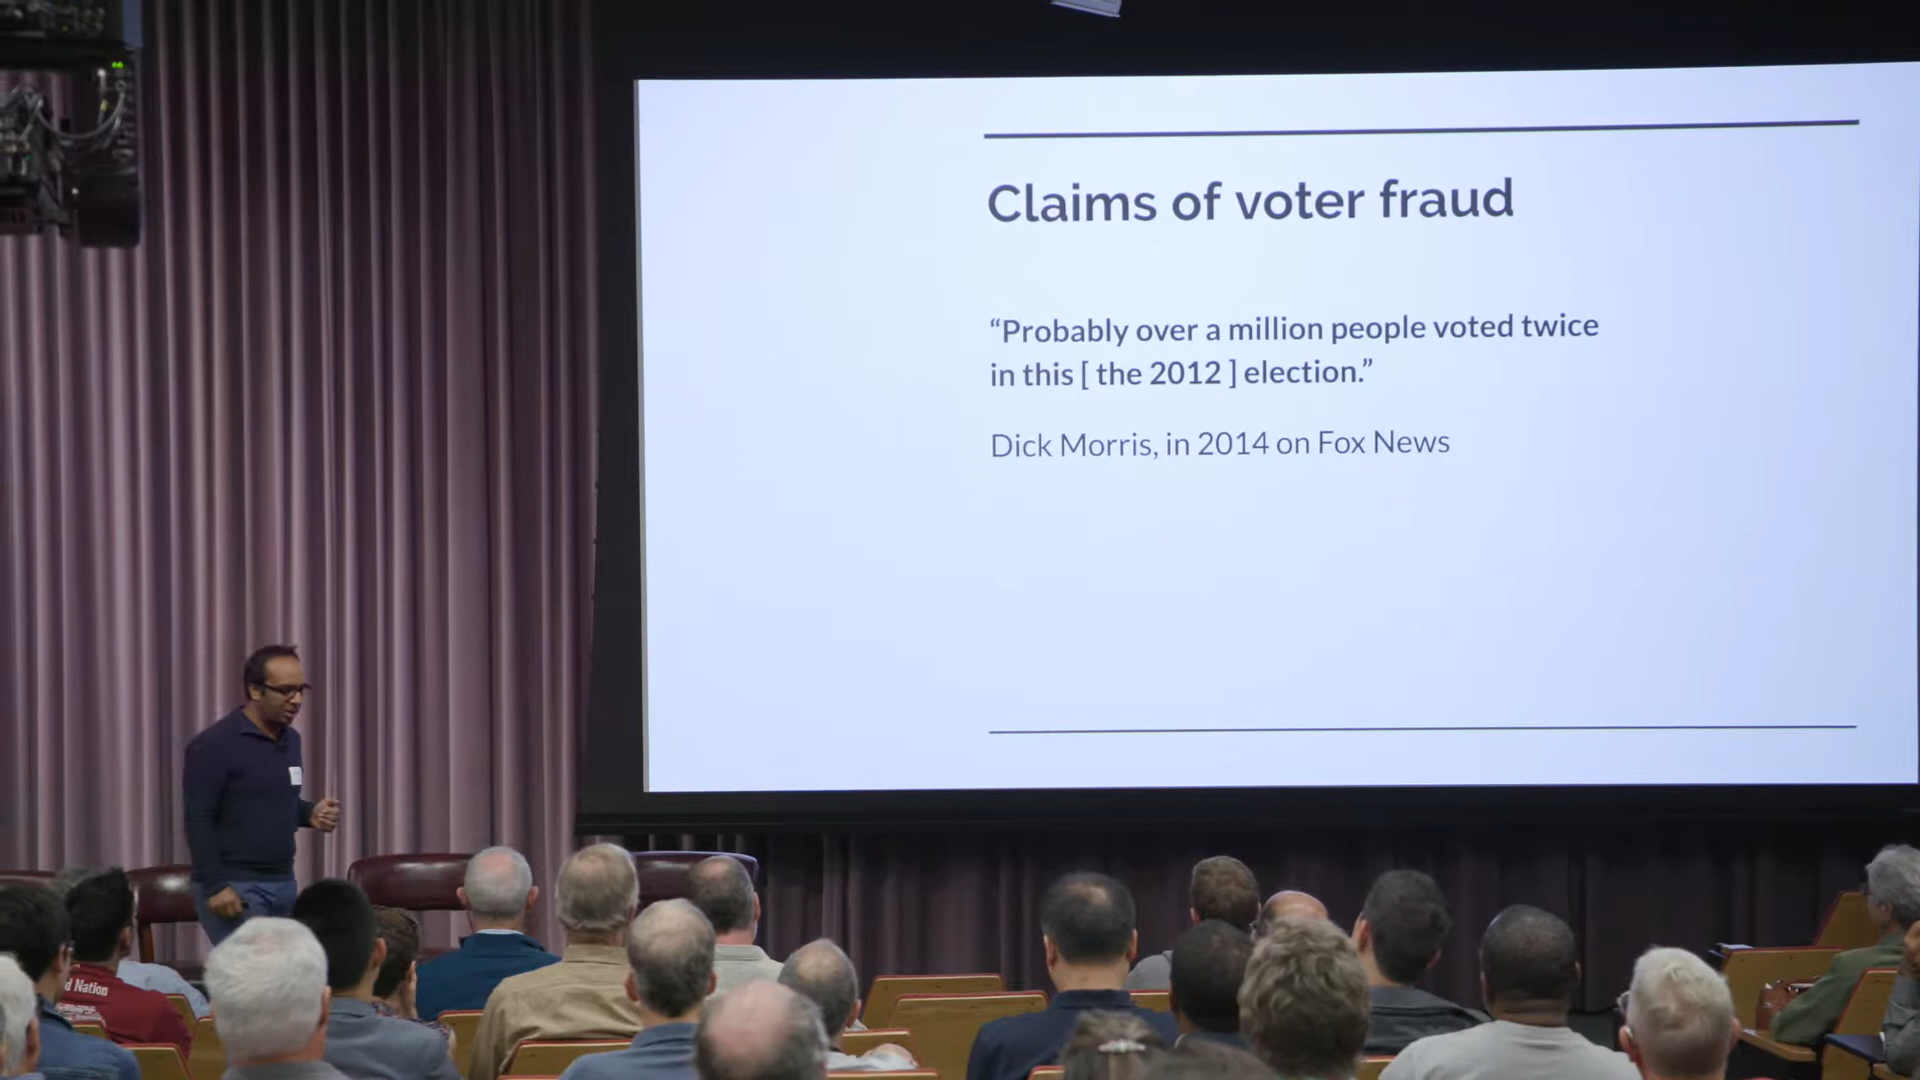 Claims of voter fraud
“Probably over a million people voted twice
in this [ the 2012 ] election.”
Dick Morris, in 2014 on Fox News
d Nation